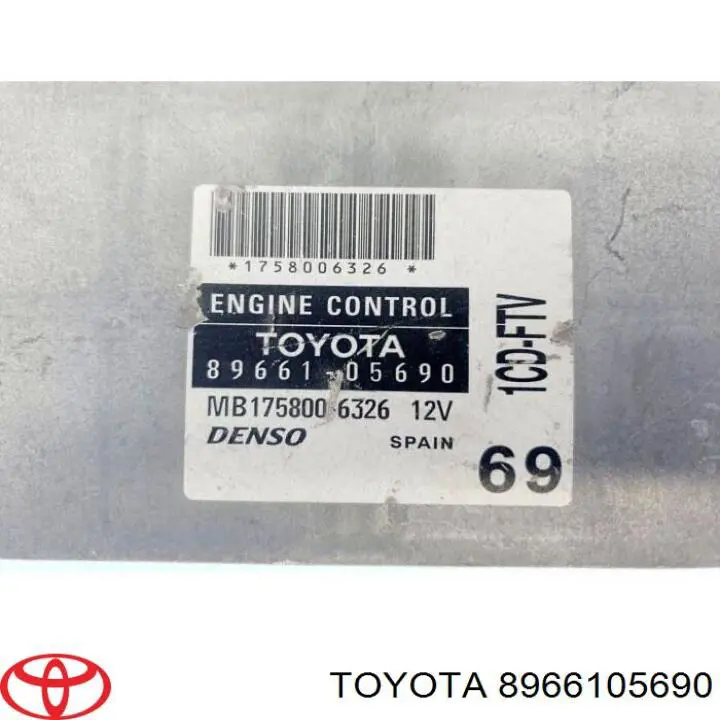 *1758006326 *
ENGINE CONTROL
TOYOTA
89661-05690
MB175800-6326 12V
DENSO SPAIN
1CD-FTV
69
TOYOTA 8966105690